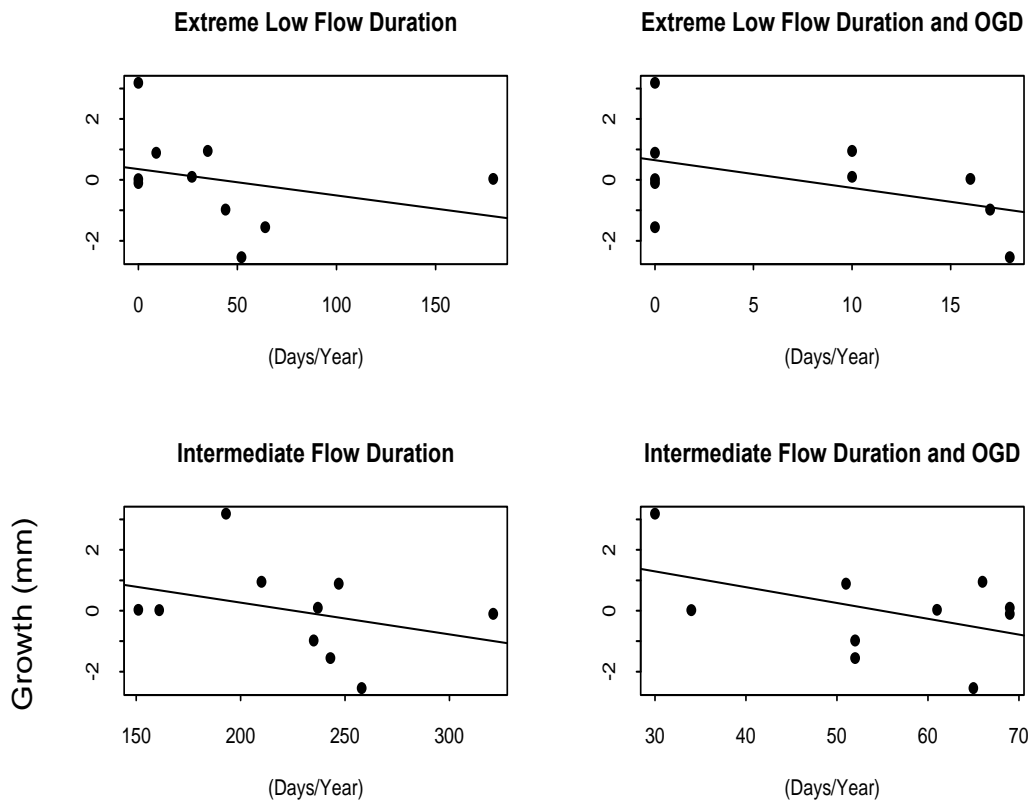 Extreme Low Flow Duration
2
0
-2
0 50 100 150
(Days/Year)
Extreme Low Flow Duration and OGD
2
0
-2
0 5 10 15
(Days/Year)
Growth (mm)
Intermediate Flow Duration
2
0
-2
150 200 250 300
(Days/Year)
Intermediate Flow Duration and OGD
2
0
-2
30 40 50 60 70
(Days/Year)